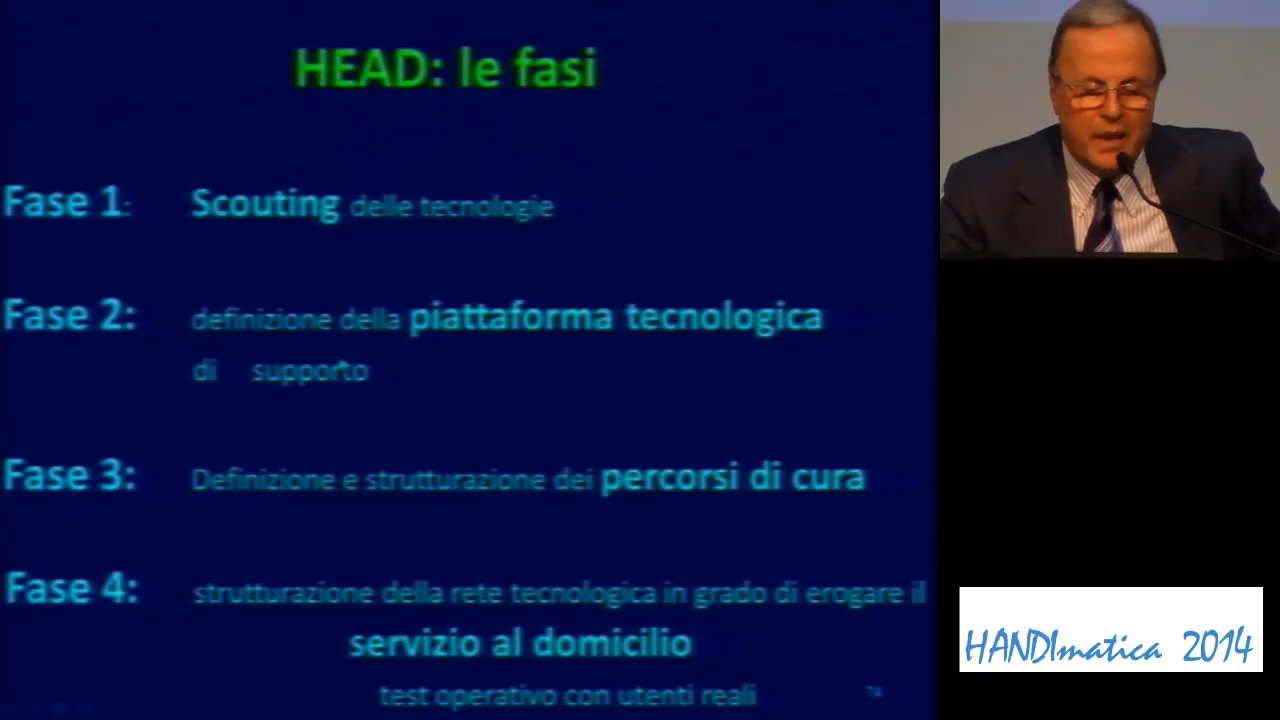 HEAD: le fasi
Fase 1: Scouting delle tecnologie
Fase 2: definizione della piattaforma tecnologica
di supporto
Fase 3: Definizione e strutturazione dei percorsi di cura
Fase 4: strutturazione della rete tecnologica in grado di erogare il
servizio al domicilio
test operativo con utenti reali
HANDImatica 2014